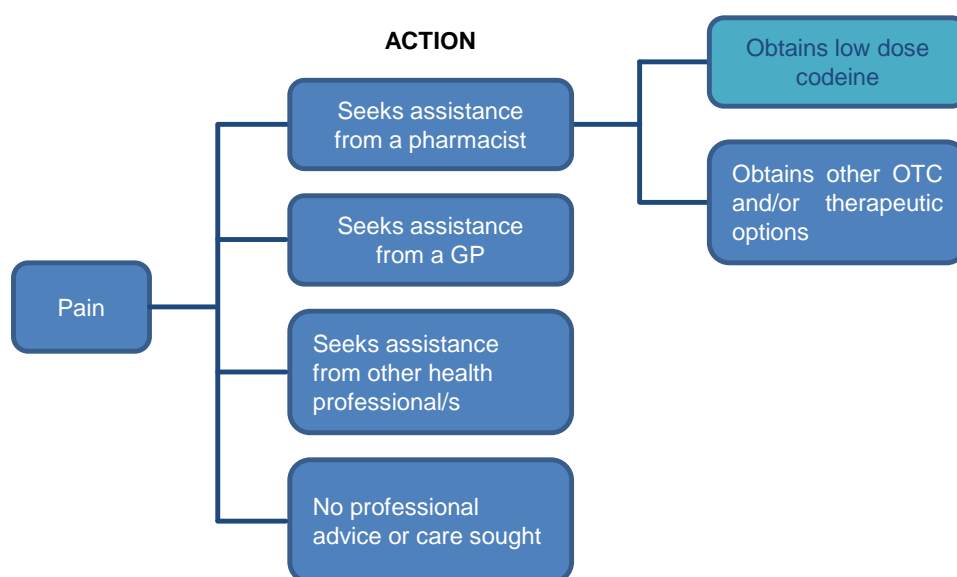 ACTION
Pain
Seeks assistance
from a pharmacist
Seeks assistance
from a GP
Seeks assistance
from other health
professional/s
No professional
advice or care sought
Obtains low dose
codeine
Obtains other OTC
and/or therapeutic
options